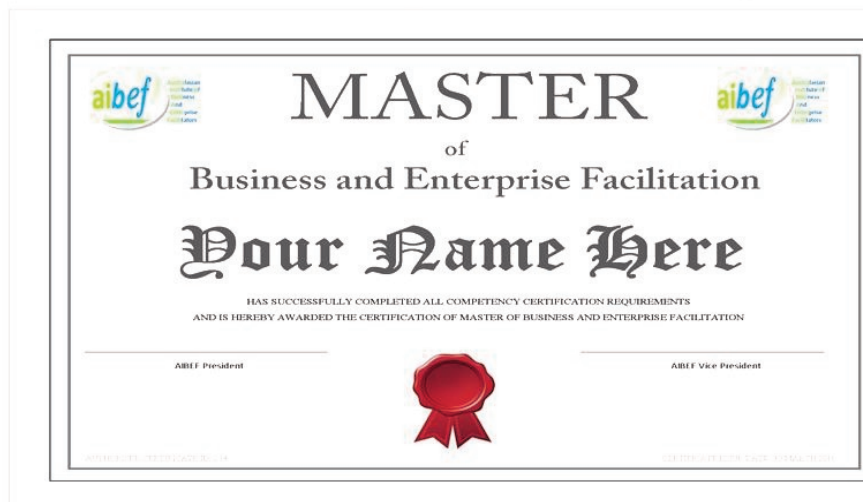 aibef
MASTER
aibef
of
Business and Enterprise Facilitation
Your Name Here
HAS SUCCESSFULLY COMPLETED ALL COMPETENCY CERTIFICATION REQUIREMENTS
AND IS HEREBY AWARDED THE CERTIFICATION OF MASTER OF BUSINESS AND ENTERPRISE FACILITATION
AIBEF President
AIBEF Vice President